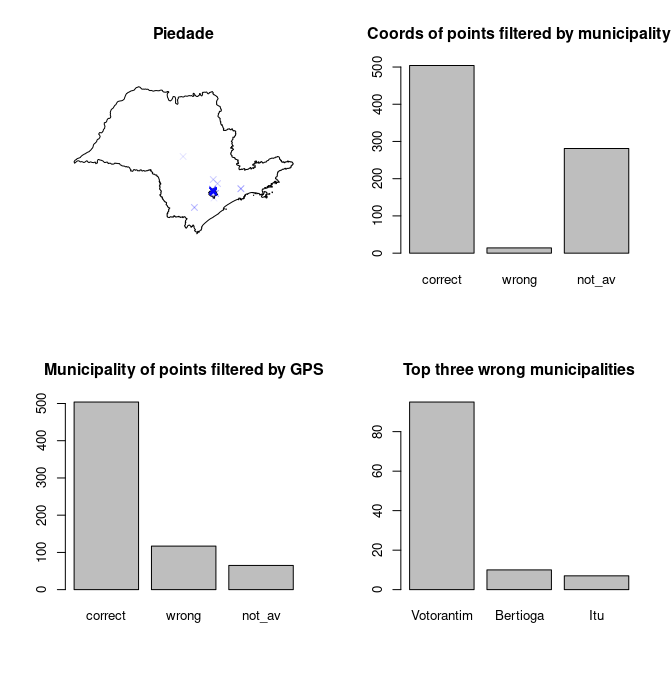 Piedade
Coords of points filtered by municipality
500
400
300
200
100
0
correct wrong not_av
Municipality of points filtered by GPS
500
400
300
200
100
0
correct wrong not_av
Top three wrong municipalities
80
60
40
20
0
Votorantim Bertioga Itu